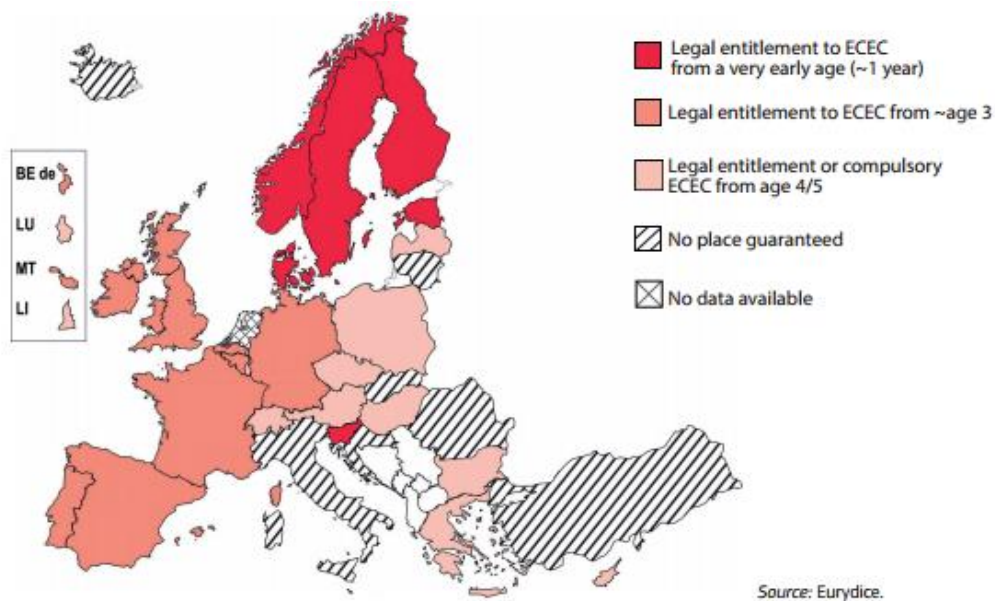 Legal entitlement to ECEC
from a very early age (~1 year)
Legal entitlement to ECEC from ~age 3
Legal entitlement or compulsory
ECEC from age 4/5
No place guaranteed
No data available
BE de
LU
MT
LI
Source: Eurydice.